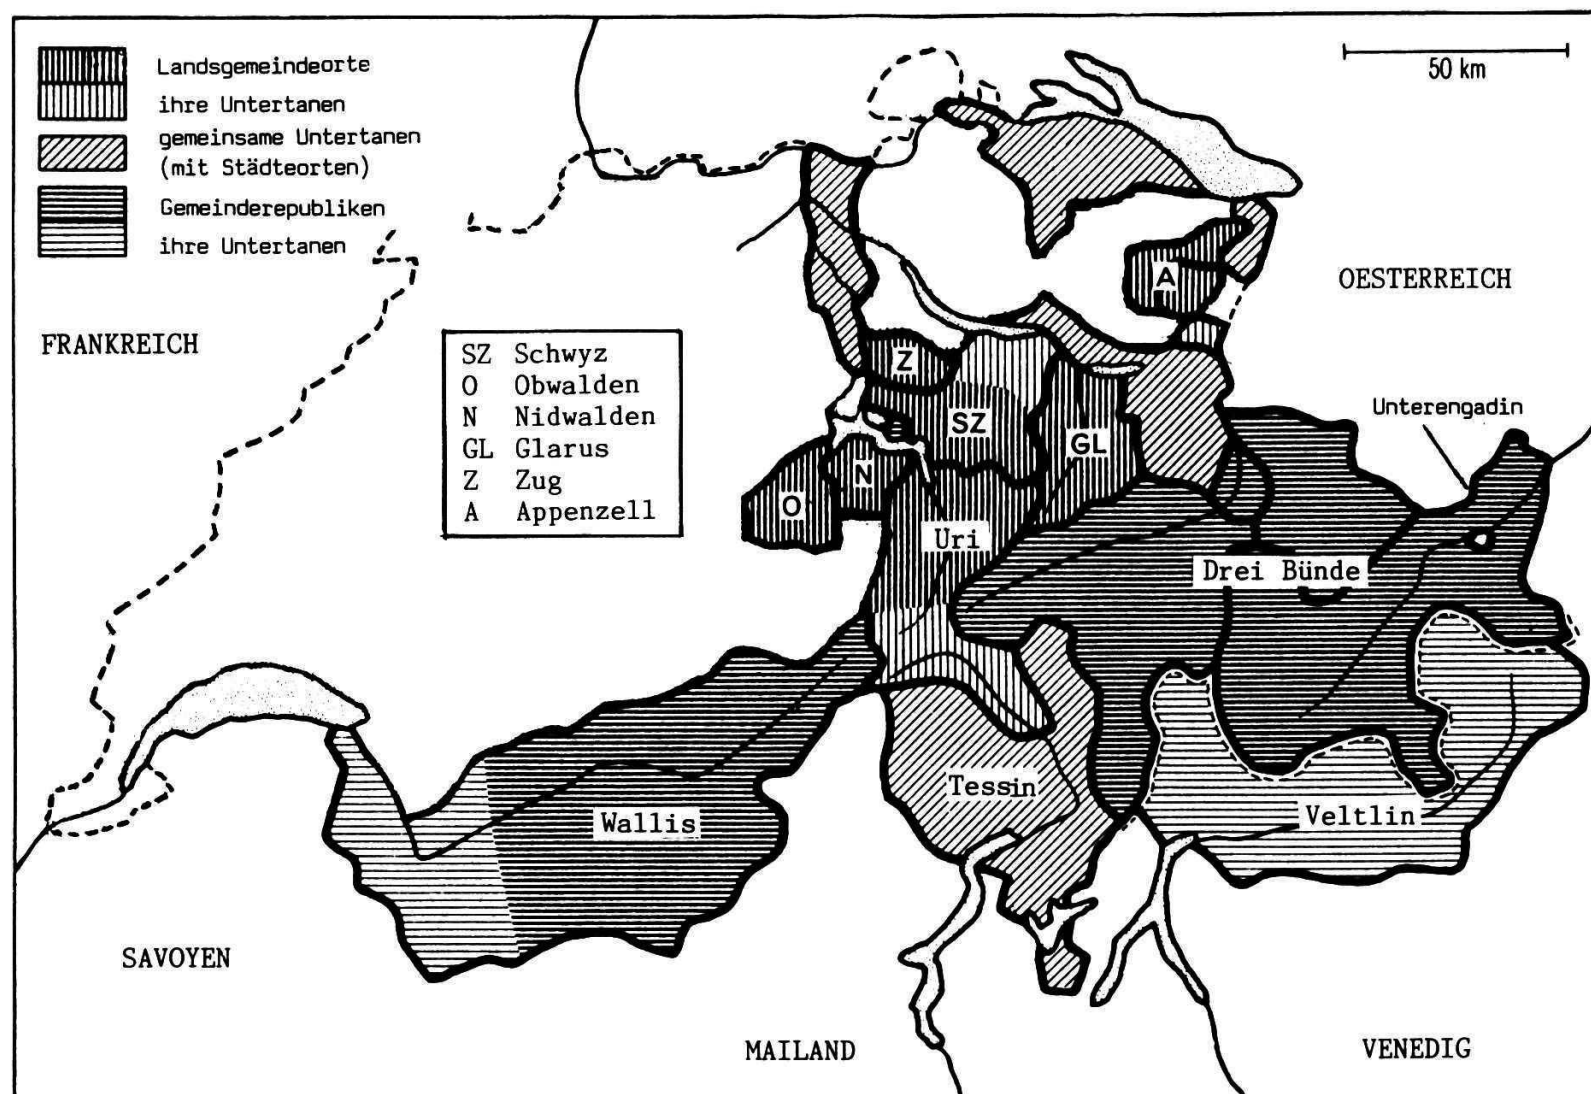 Landsgemeindeorte
ihre Untertanen
gemeinsame Untertanen
(mit Städteorten)
Gemeinderepubliken
ihre Untertanen
50 km
OESTERREICH
FRANKREICH
SZ Schwyz
O Obwalden
N Nidwalden
GL Glarus
Z Zug
A Appenzell
A
Z
SZ
GL
N
O
Uri
Unterengadin
Drei Bünde
Tessin
Wallis
Veltlin
SAVOYEN
MAILAND
VENEDIG